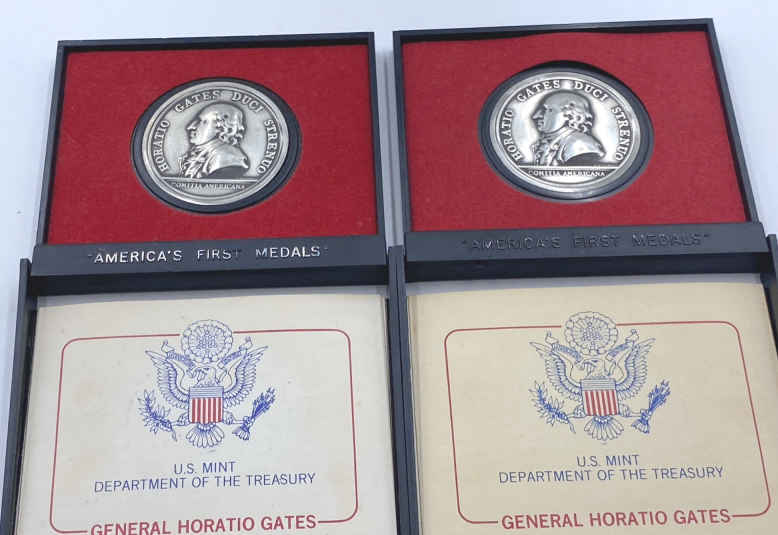 HORATIO GATES DUCI STRENUO
COMITIA AMERICANA
"AMERICA'S FIRST MEDALS"
U.S. MINT
DEPARTMENT OF THE TREASURY
GENERAL HORATIO GATES
HORATIO GATES DUCI STRENUO
COMITIA AMERICANA
"AMERICA'S FIRST MEDALS"
U.S. MINT
DEPARTMENT OF THE TREASURY
GENERAL HORATIO GATES